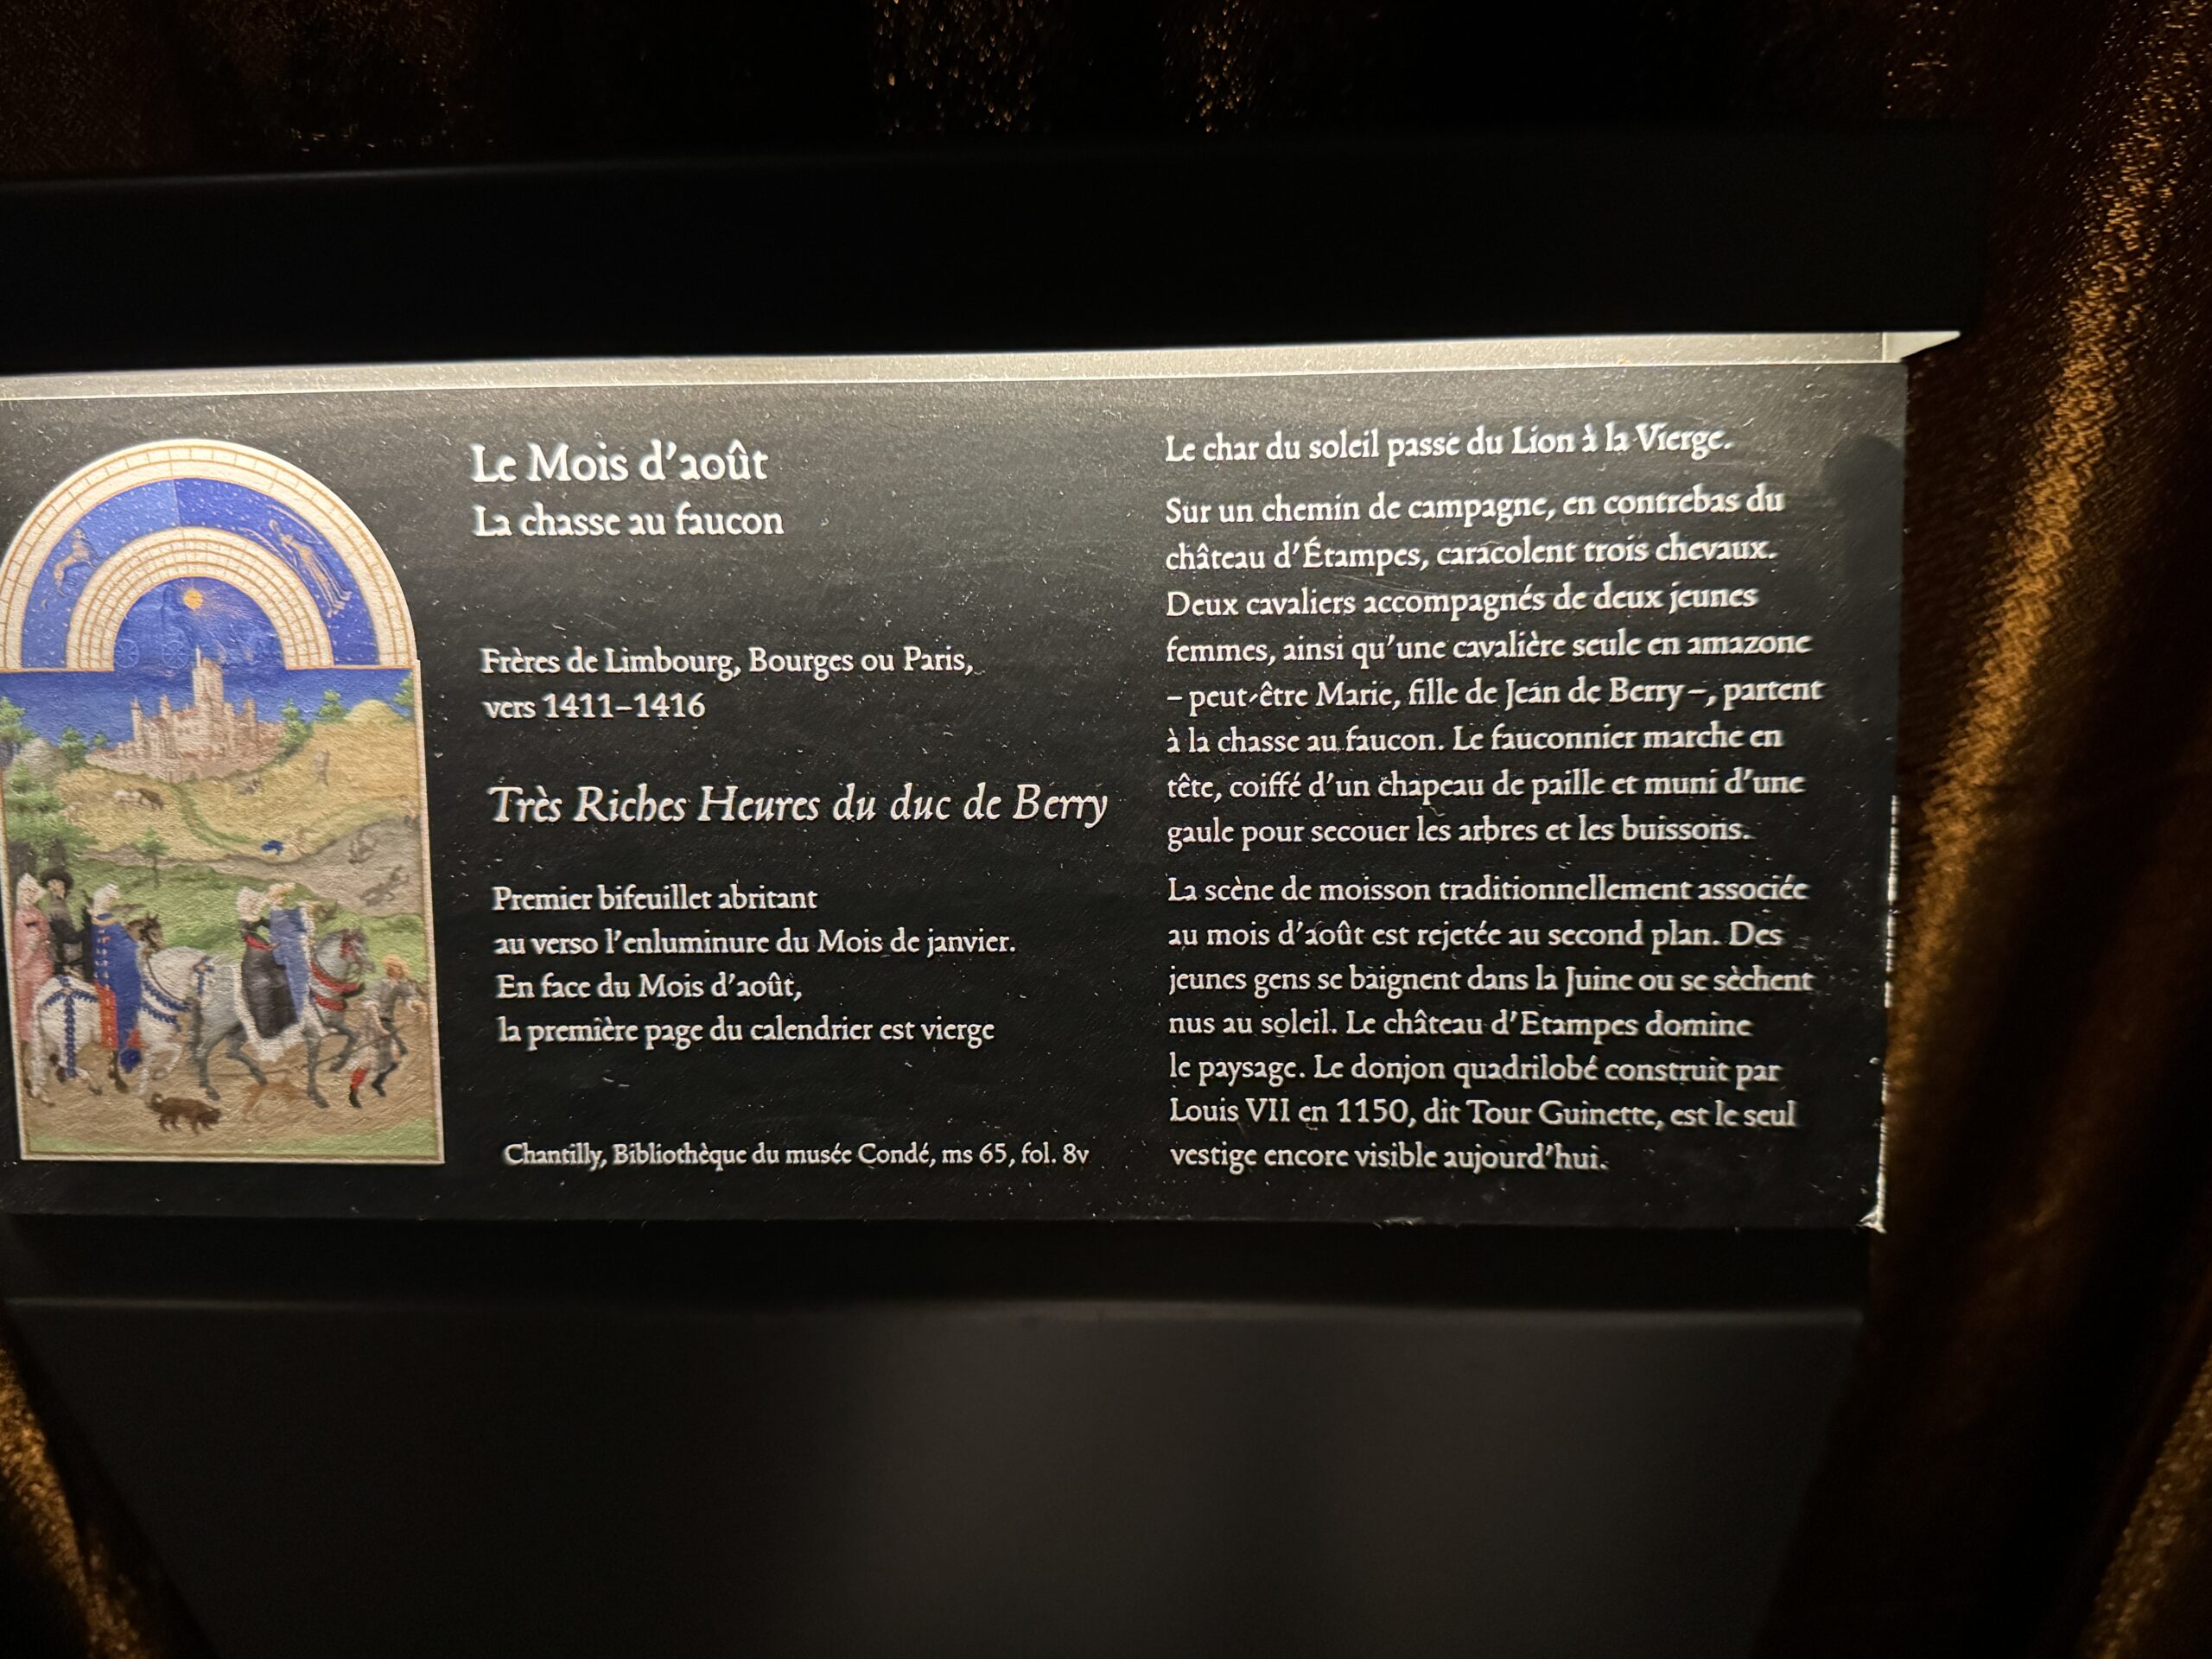 Le Mois d'août
La chasse au faucon
Frères de Limbourg, Bourges ou Paris,
vers 1411–1416
Très Riches Heures du duc de Berry
Premier bifeuillet abritant
au verso l'enluminure du Mois de janvier.
En face du Mois d'août,
la première page du calendrier est vierge
Chantilly, Bibliothèque du musée Condé, ms 65, fol. 8v
Le char du soleil passe du Lion à la Vierge.
Sur un chemin de campagne, en contrebas du
château d'Étampes, caracolent trois chevaux.
Deux cavaliers accompagnés de deux jeunes
femmes, ainsi qu'une cavalière seule en amazone
– peut-être Marie, fille de Jean de Berry –, partent
à la chasse au faucon. Le fauconnier marche en
tête, coiffé d'un chapeau de paille et muni d'une
gaule pour secouer les arbres et les buissons.
La scène de moisson traditionnellement associée
au mois d'août est rejetée au second plan. Des
jeunes gens se baignent dans la Juine ou se sèchent
nus au soleil. Le château d'Etampes domine
le paysage. Le donjon quadrilobé construit par
Louis VII en 1150, dit Tour Guinette, est le seul
vestige encore visible aujourd'hui.